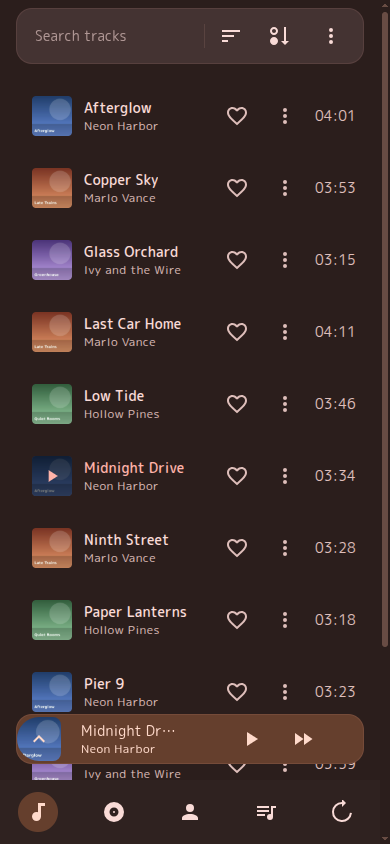 Search tracks
Afterglow
Neon Harbor
04:01
Copper Sky
Marlo Vance
03:53
Glass Orchard
Ivy and the Wire
03:15
Last Car Home
Marlo Vance
04:11
Low Tide
Hollow Pines
03:46
Midnight Drive
Neon Harbor
03:34
Ninth Street
Marlo Vance
03:28
Paper Lanterns
Hollow Pines
03:18
Pier 9
Neon Harbor
03:23
Midnight Dr···
Neon Harbor
Ivy and the Wire